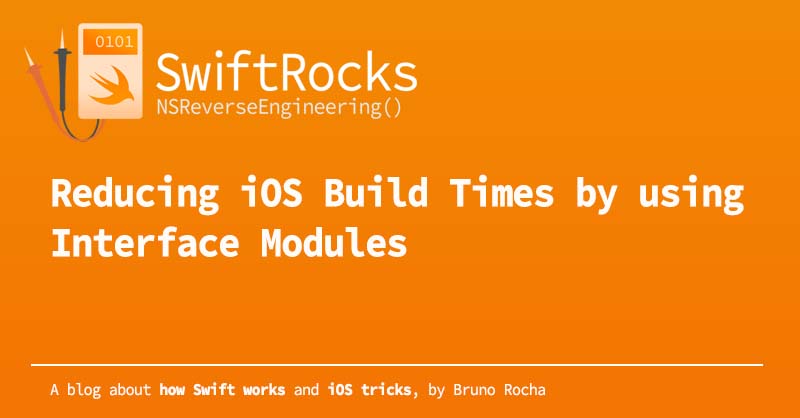 0101
SwiftRocks
NSReverseEngineering()
Reducing iOS Build Times by using
Interface Modules
A blog about how Swift works and iOS tricks, by Bruno Rocha